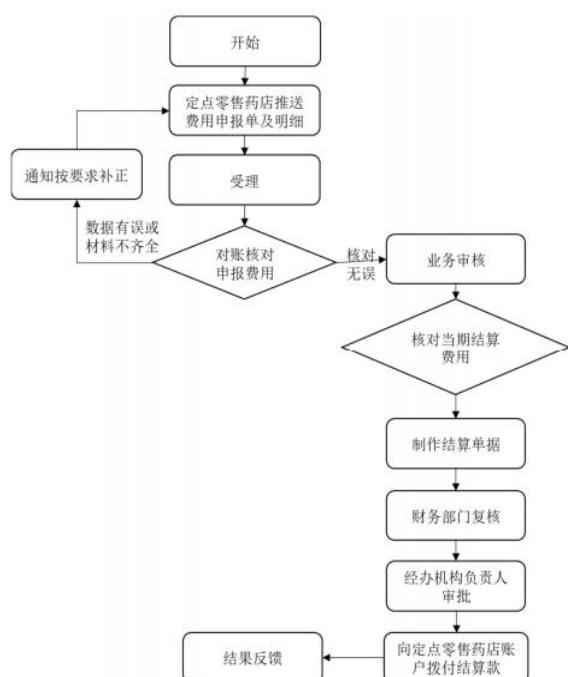 开始
定点零售药店推送
费用申报单及明细
通知按要求补正
受理
数据有误或
材料不齐全
对账核对
申报费用
核对
无误
业务审核
核对当期结算
费用
制作结算单据
财务部门复核
经办机构负责人
审批
向定点零售药店账
户拨付结算款
结果反馈